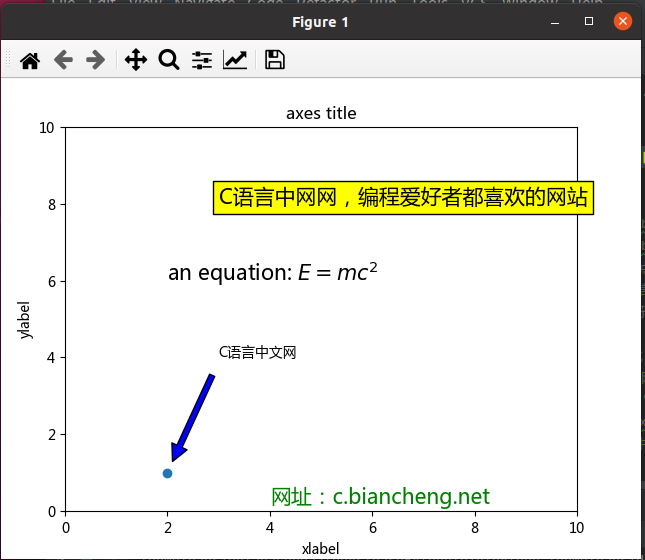 Figure 1
axes title
10
8
6
4
2
0
ylabel
C语言中网网，编程爱好者都喜欢的网站
an equation: E = mc²
C语言中文网
网址：c.biancheng.net
0 2 4 6 8 10
xlabel